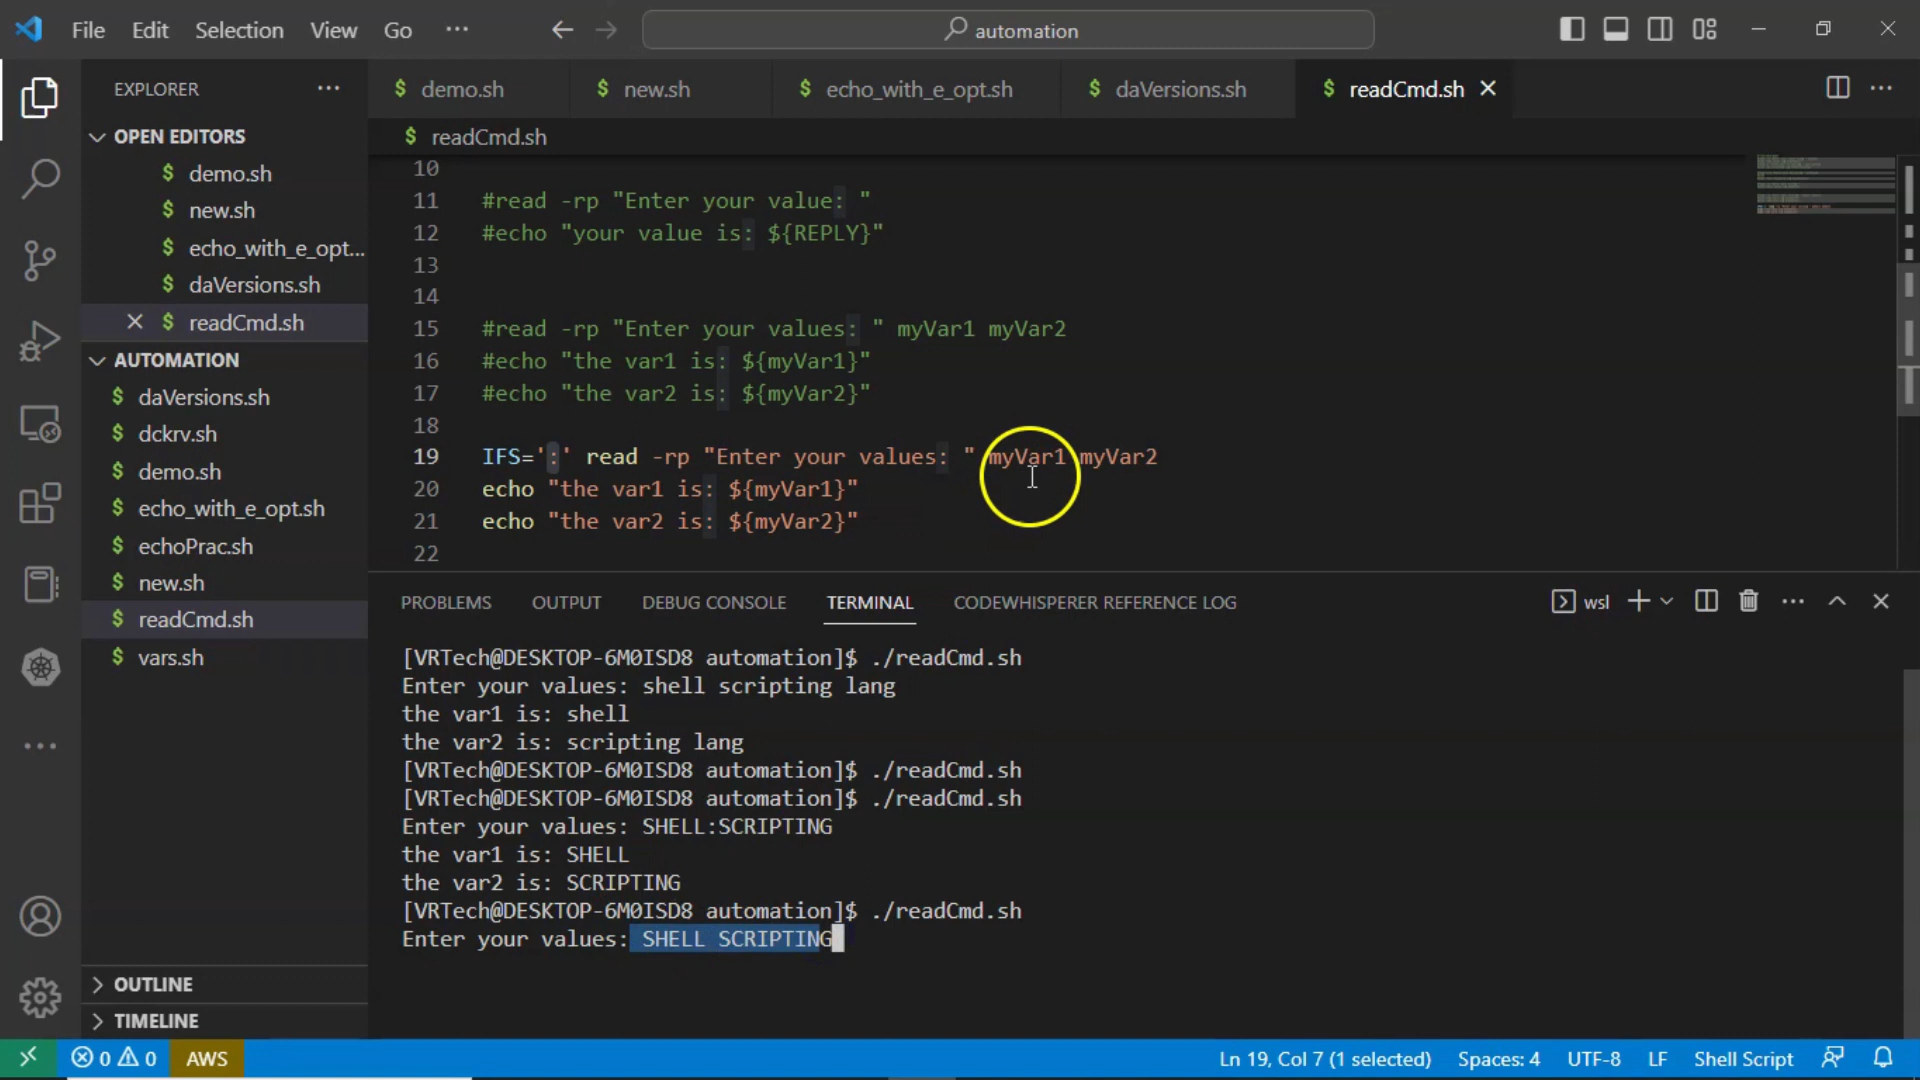 File Edit Selection View Go ···
automation
EXPLORER ···
demo.sh new.sh echo_with_e_opt.sh daVersions.sh readCmd.sh
OPEN EDITORS
demo.sh
new.sh
echo_with_e_opt...
daVersions.sh
readCmd.sh
AUTOMATION
daVersions.sh
dckrv.sh
demo.sh
echo_with_e_opt.sh
echoPrac.sh
new.sh
readCmd.sh
vars.sh
OUTLINE
TIMELINE
$ readCmd.sh
10
11 #read -rp "Enter your value: "
12 #echo "your value is: ${REPLY}"
13
14
15 #read -rp "Enter your values: " myVar1 myVar2
16 #echo "the var1 is: ${myVar1}"
17 #echo "the var2 is: ${myVar2}"
18
19 IFS=':' read -rp "Enter your values: " myVar1 myVar2
20 echo "the var1 is: ${myVar1}"
21 echo "the var2 is: ${myVar2}"
22
PROBLEMS OUTPUT DEBUG CONSOLE TERMINAL CODEWHISPERER REFERENCE LOG wsl
[VRTech@DESKTOP-6M0ISD8 automation]$ ./readCmd.sh
Enter your values: shell scripting lang
the var1 is: shell
the var2 is: scripting lang
[VRTech@DESKTOP-6M0ISD8 automation]$ ./readCmd.sh
[VRTech@DESKTOP-6M0ISD8 automation]$ ./readCmd.sh
Enter your values: SHELL:SCRIPTING
the var1 is: SHELL
the var2 is: SCRIPTING
[VRTech@DESKTOP-6M0ISD8 automation]$ ./readCmd.sh
Enter your values: SHELL SCRIPTING
0 0 AWS Ln 19, Col 7 (1 selected) Spaces: 4 UTF-8 LF Shell Script